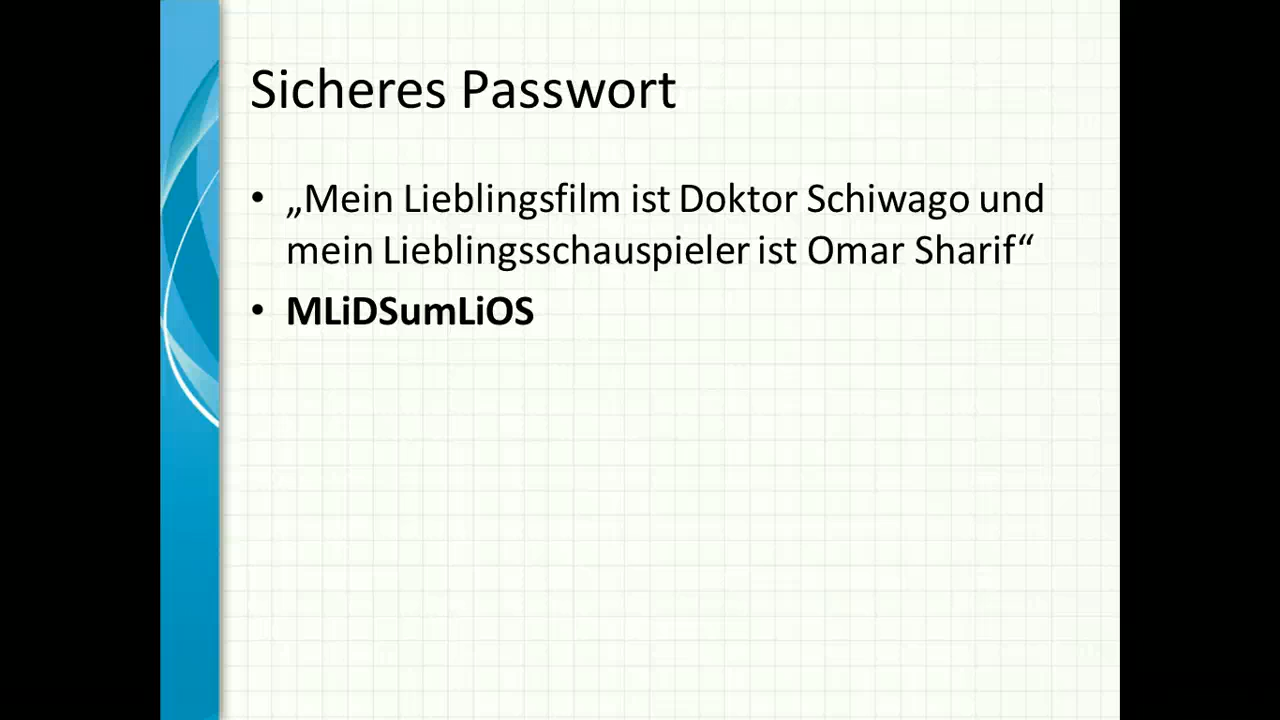 Sicheres Passwort
• „Mein Lieblingsfilm ist Doktor Schiwago und
mein Lieblingsschauspieler ist Omar Sharif“
• MLiDSumLiOS